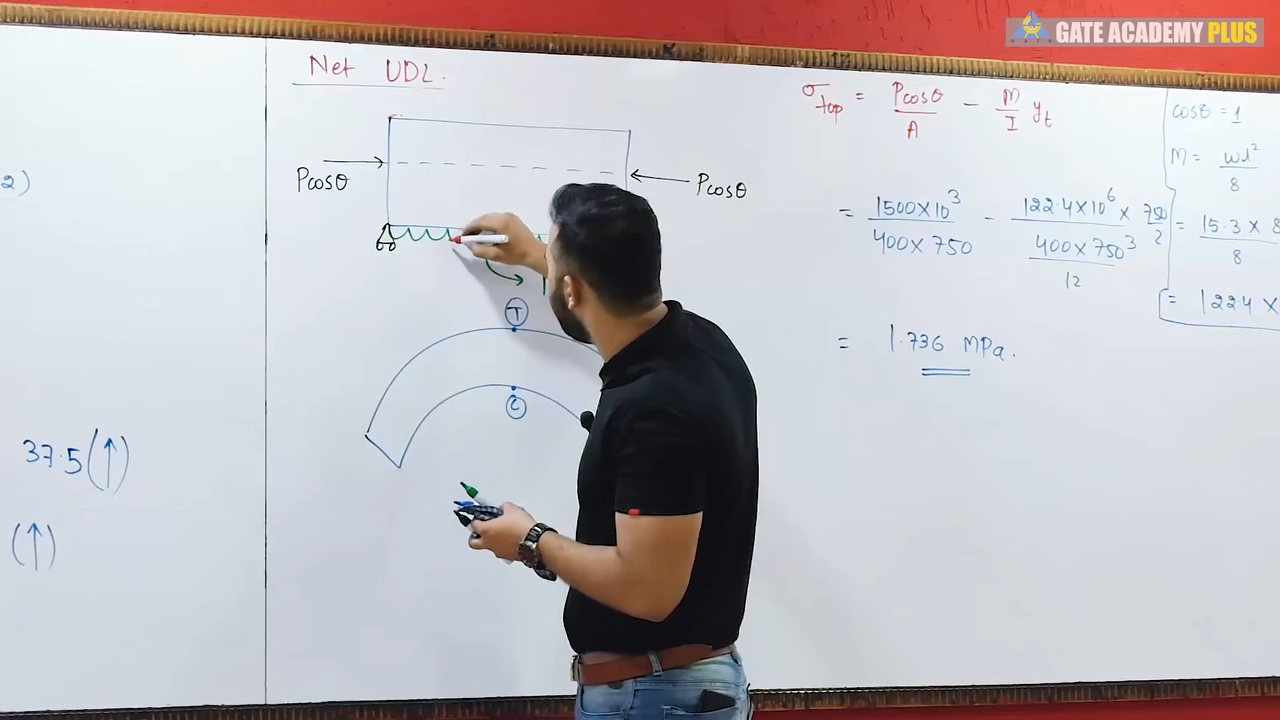 GATE ACADEMY PLUS
2)
37.5(↑)
(↑)
Net UDL.
Pcosθ
Pcosθ
T
C
σtop = Pcosθ/A - M/I yt
= 1500×10³/400×750 - 122.4×10⁶ × 750/2 / 400×750³/12
= 1.736 MPa.
cosθ = 1
M = wl²/8
= 15.3 × 8/8
= 122.4 ×